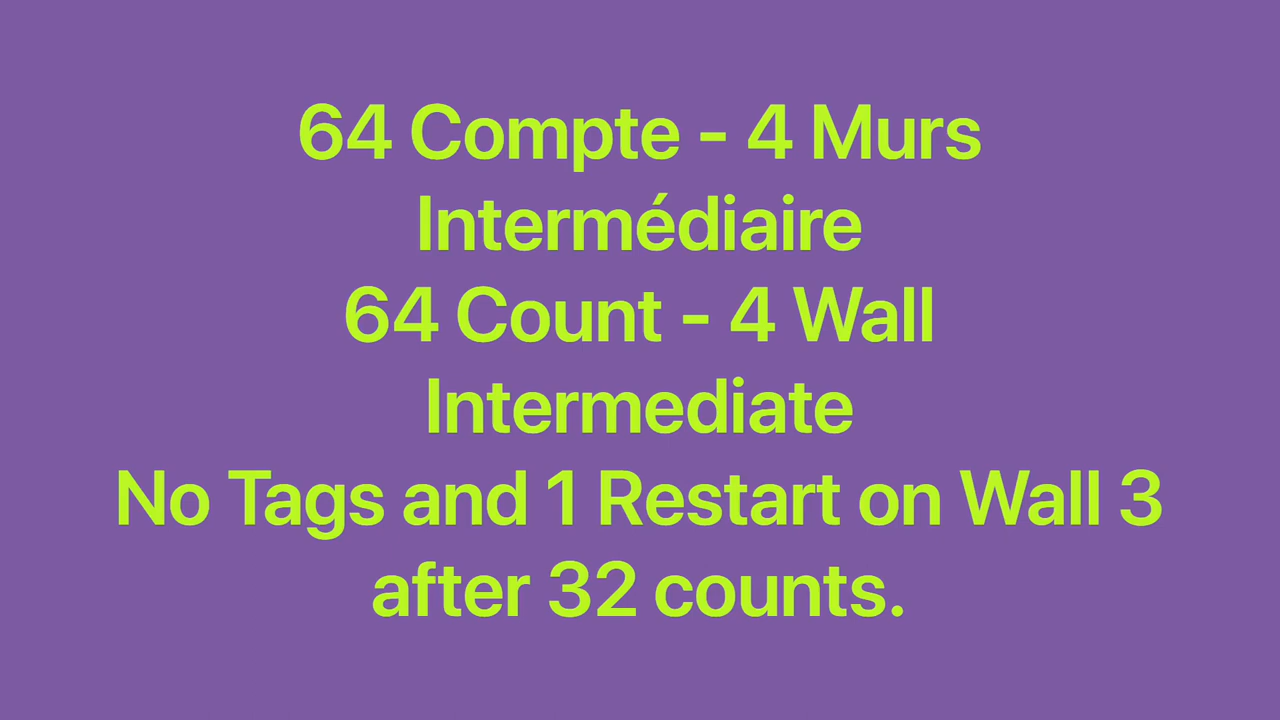 64 Compte - 4 Murs
Intermédiaire
64 Count - 4 Wall
Intermediate
No Tags and 1 Restart on Wall 3
after 32 counts.